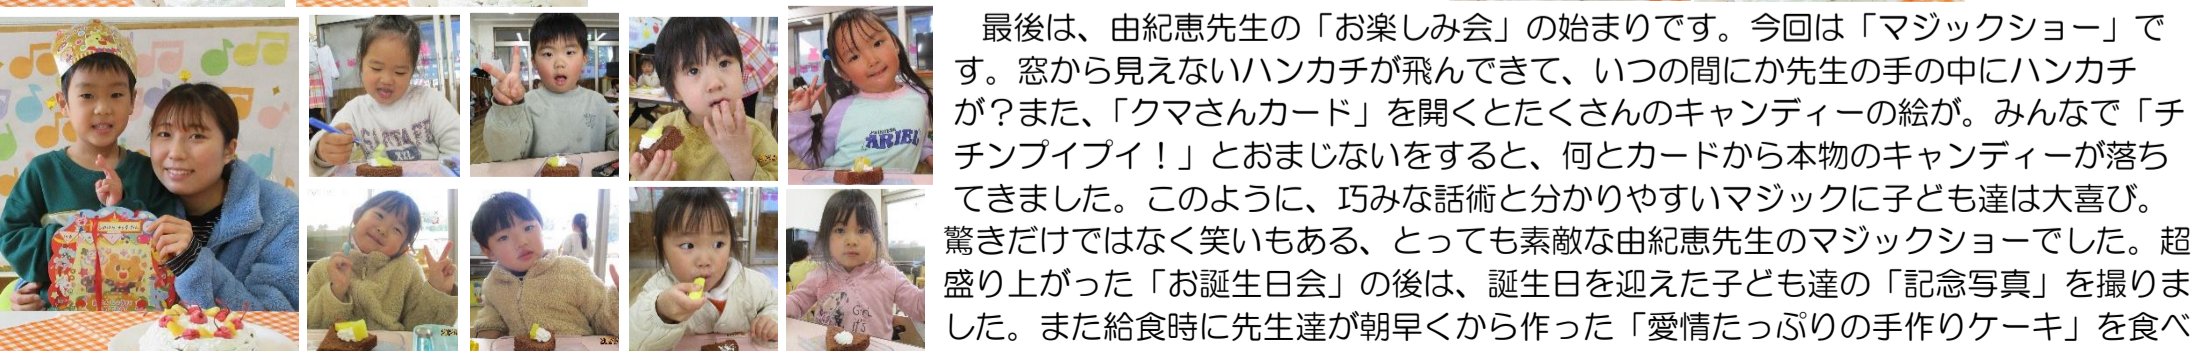 最後は、由紀恵先生の「お楽しみ会」の始まりです。今回は「マジックショー」で
す。窓から見えないハンカチが飛んできて、いつの間にか先生の手の中にハンカチ
が？また、「クマさんカード」を開くとたくさんのキャンディーの絵が。みんなで「チ
チンプイプイ！」とおまじないをすると、何とカードから本物のキャンディーが落ち
てきました。このように、巧みな話術と分かりやすいマジックに子ども達は大喜び。
驚きだけではなく笑いもある、とっても素敵な由紀恵先生のマジックショーでした。超
盛り上がった「お誕生日会」の後は、誕生日を迎えた子ども達の「記念写真」を撮りま
した。また給食時に先生達が朝早くから作った「愛情たっぷりの手作りケーキ」を食べ
XXL
ARIEL